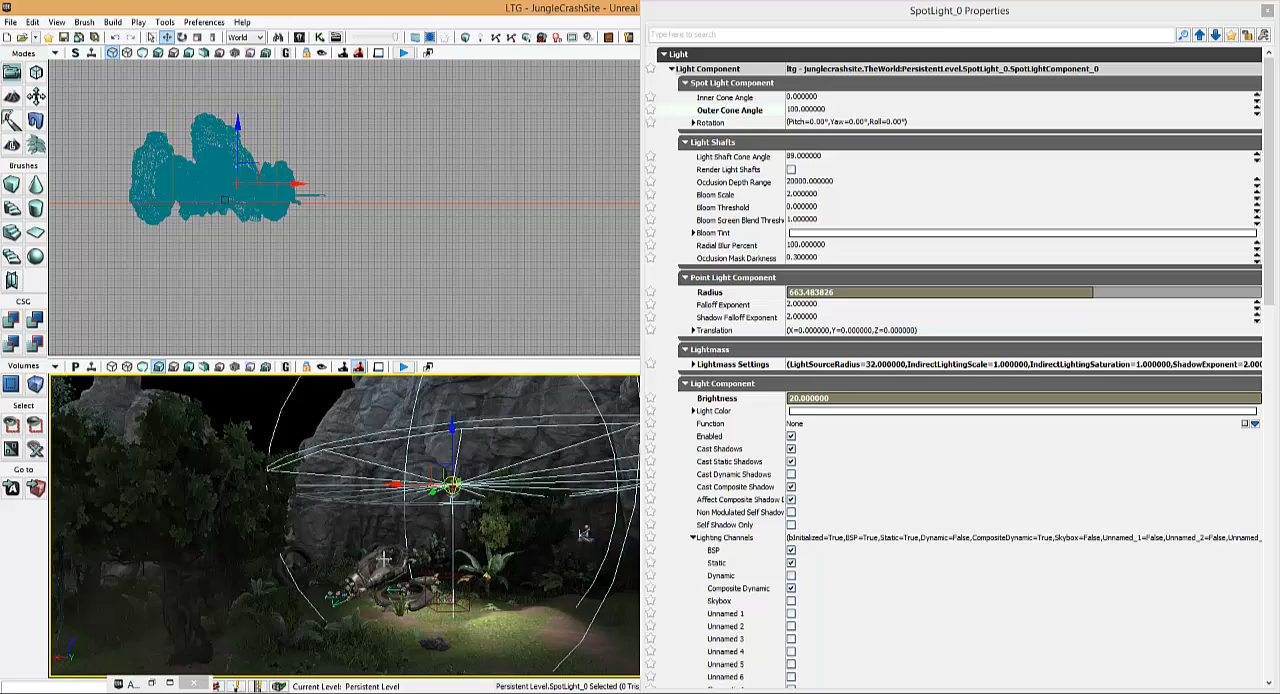 LTG - JungleCrashSite - Unreal
File Edit View Brush Build Play Tools Preferences Help
World
Modes
S
G
Brushes
CSG
Volumes
P
G
Select
Go to
Y
A...
Current Level: Persistent Level
Persistent Level.SpotLight_0 Selected (0 Tris
SpotLight_0 Properties
Type here to search
Light
Light Component ltg - junglecrashsite.TheWorld:PersistentLevel.SpotLight_0.SpotLightComponent_0
Spot Light Component
Inner Cone Angle 0.000000
Outer Cone Angle 100.000000
Rotation (Pitch=0.00°,Yaw=0.00°,Roll=0.00°)
Light Shafts
Light Shaft Cone Angle 89.000000
Render Light Shafts
Occlusion Depth Range 20000.000000
Bloom Scale 2.000000
Bloom Threshold 0.000000
Bloom Screen Blend Thresh 1.000000
Bloom Tint
Radial Blur Percent 100.000000
Occlusion Mask Darkness 0.300000
Point Light Component
Radius 663.483826
Falloff Exponent 2.000000
Shadow Falloff Exponent 2.000000
Translation (X=0.000000,Y=0.000000,Z=0.000000)
Lightmass
Lightmass Settings (LightSourceRadius=32.000000,IndirectLightingScale=1.000000,IndirectLightingSaturation=1.000000,ShadowExponent=2.000
Light Component
Brightness 20.000000
Light Color
Function None
Enabled
Cast Shadows
Cast Static Shadows
Cast Dynamic Shadows
Cast Composite Shadow
Affect Composite Shadow D
Non Modulated Self Shadow
Self Shadow Only
Lighting Channels (bInitialized=True,BSP=True,Static=True,Dynamic=False,CompositeDynamic=True,Skybox=False,Unnamed_1=False,Unnamed_2=False,Unnamed_
BSP
Static
Dynamic
Composite Dynamic
Skybox
Unnamed 1
Unnamed 2
Unnamed 3
Unnamed 4
Unnamed 5
Unnamed 6